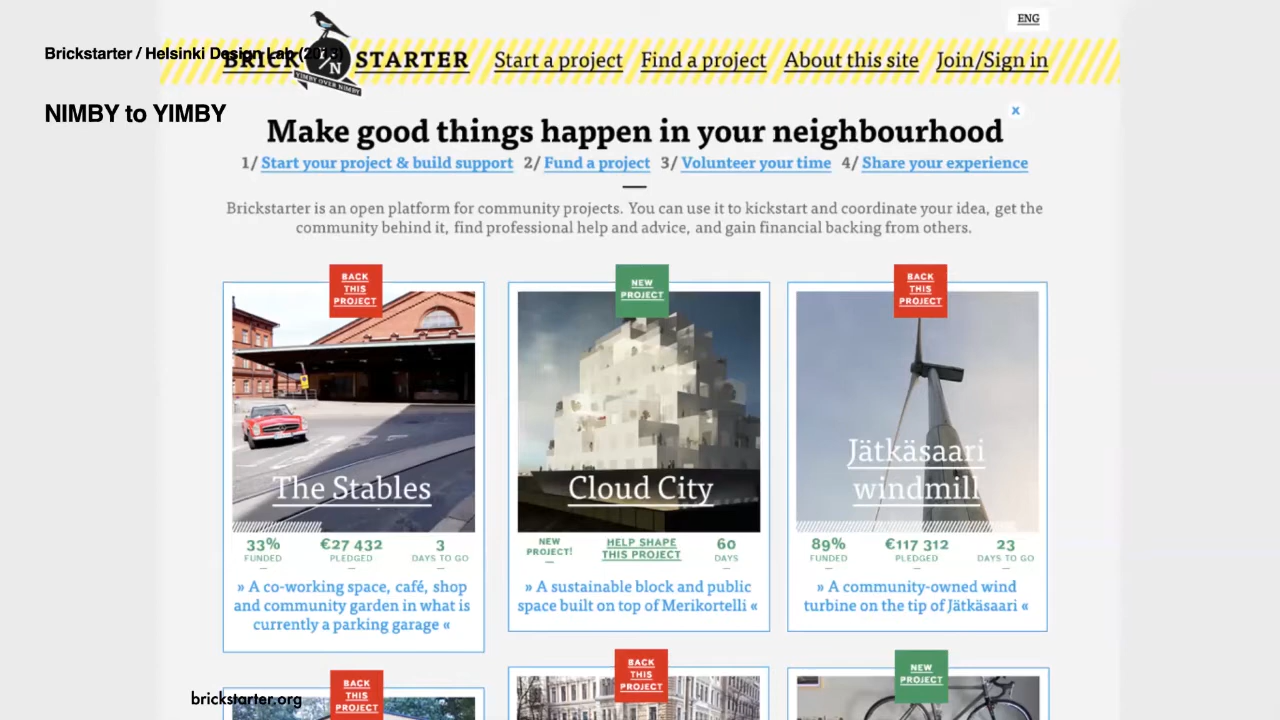 Brickstarter / Helsinki Design Lab
NIMBY to YIMBY
BRICK STARTER
Y/N
YIMBY OVER NIMBY
Start a project
Find a project
About this site
Join/Sign in
ENG
x
Make good things happen in your neighbourhood
1/ Start your project & build support 2/ Fund a project 3/ Volunteer your time 4/ Share your experience
Brickstarter is an open platform for community projects. You can use it to kickstart and coordinate your idea, get the
community behind it, find professional help and advice, and gain financial backing from others.
BACK
THIS
PROJECT
The Stables
33%
FUNDED
€27 432
PLEDGED
3
DAYS TO GO
» A co-working space, café, shop
and community garden in what is
currently a parking garage «
NEW
PROJECT
Cloud City
NEW
PROJECT!
HELP SHAPE
THIS PROJECT
60
DAYS
» A sustainable block and public
space built on top of Merikortelli «
BACK
THIS
PROJECT
Jätkäsaari
windmill
89%
FUNDED
€117 312
PLEDGED
23
DAYS TO GO
» A community-owned wind
turbine on the tip of Jätkäsaari «
BACK
THIS
PROJECT
BACK
THIS
PROJECT
NEW
PROJECT
brickstarter.org